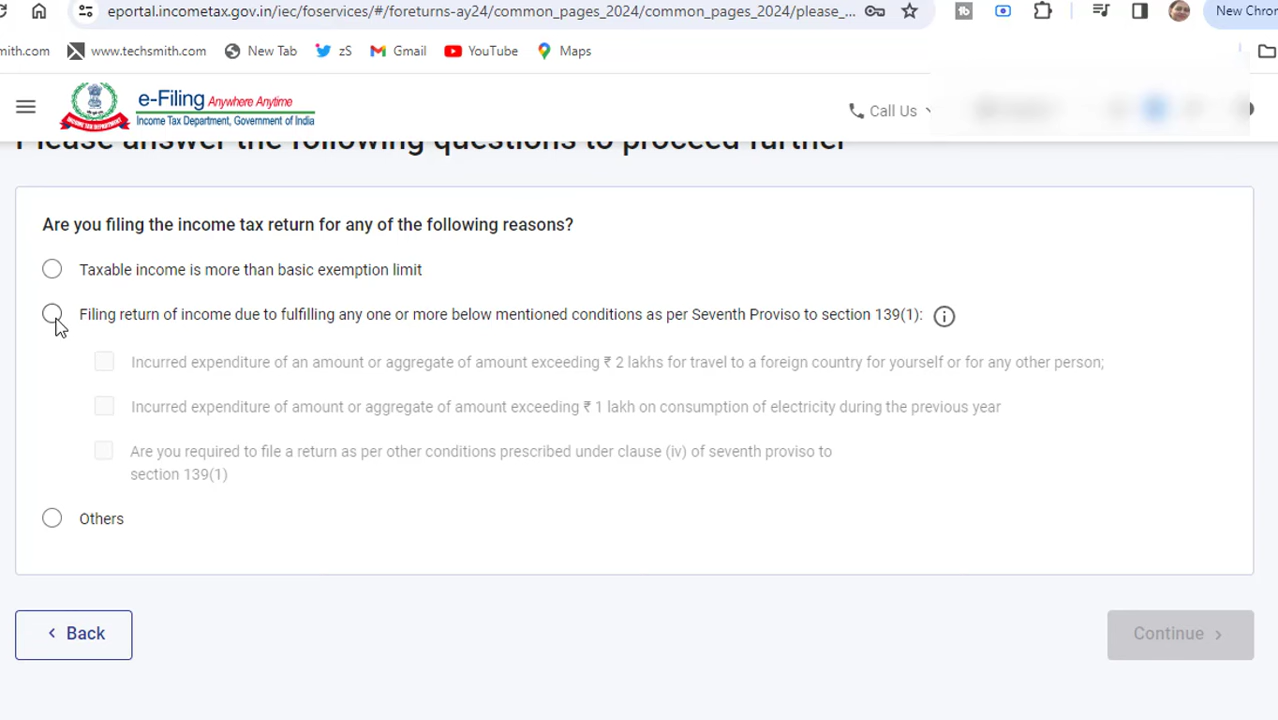 eportal.incometax.gov.in/iec/foservices/#/foreturns-ay24/common_pages_2024/common_pages_2024/please_...
New Chron
mith.com www.techsmith.com New Tab zS Gmail YouTube Maps
e-Filing Anywhere Anytime
Income Tax Department, Government of India
INCOME TAX DEPARTMENT
Call Us
Please answer the following questions to proceed further
Are you filing the income tax return for any of the following reasons?
Taxable income is more than basic exemption limit
Filing return of income due to fulfilling any one or more below mentioned conditions as per Seventh Proviso to section 139(1):
Incurred expenditure of an amount or aggregate of amount exceeding ₹ 2 lakhs for travel to a foreign country for yourself or for any other person;
Incurred expenditure of amount or aggregate of amount exceeding ₹ 1 lakh on consumption of electricity during the previous year
Are you required to file a return as per other conditions prescribed under clause (iv) of seventh proviso to
section 139(1)
Others
Back
Continue